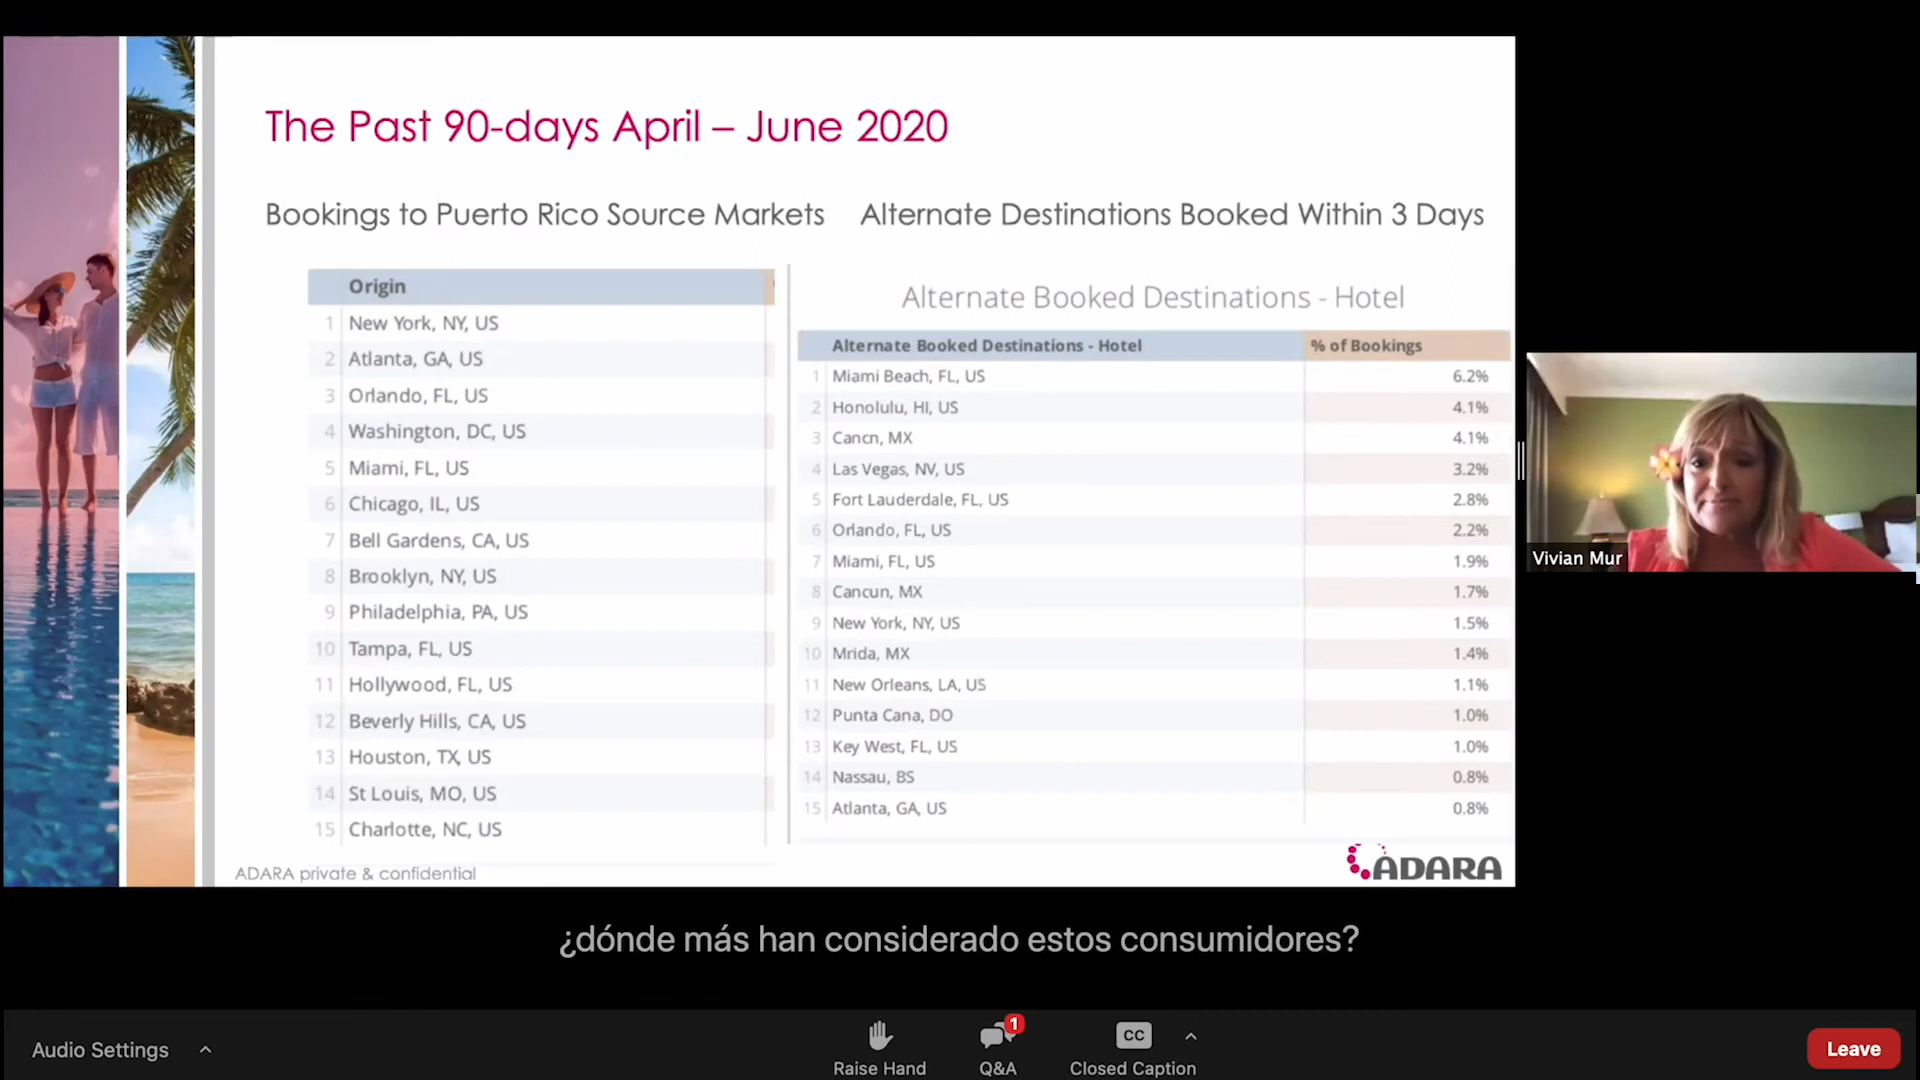 The Past 90-days April – June 2020
Bookings to Puerto Rico Source Markets
Origin
1 New York, NY, US
2 Atlanta, GA, US
3 Orlando, FL, US
4 Washington, DC, US
5 Miami, FL, US
6 Chicago, IL, US
7 Bell Gardens, CA, US
8 Brooklyn, NY, US
9 Philadelphia, PA, US
10 Tampa, FL, US
11 Hollywood, FL, US
12 Beverly Hills, CA, US
13 Houston, TX, US
14 St Louis, MO, US
15 Charlotte, NC, US
Alternate Destinations Booked Within 3 Days
Alternate Booked Destinations - Hotel
Alternate Booked Destinations - Hotel % of Bookings
1 Miami Beach, FL, US 6.2%
2 Honolulu, HI, US 4.1%
3 Cancn, MX 4.1%
4 Las Vegas, NV, US 3.2%
5 Fort Lauderdale, FL, US 2.8%
6 Orlando, FL, US 2.2%
7 Miami, FL, US 1.9%
8 Cancun, MX 1.7%
9 New York, NY, US 1.5%
10 Mrida, MX 1.4%
11 New Orleans, LA, US 1.1%
12 Punta Cana, DO 1.0%
13 Key West, FL, US 1.0%
14 Nassau, BS 0.8%
15 Atlanta, GA, US 0.8%
ADARA private & confidential
ADARA
Vivian Mur
¿dónde más han considerado estos consumidores?
Audio Settings
Raise Hand
1
Q&A
CC
Closed Caption
Leave